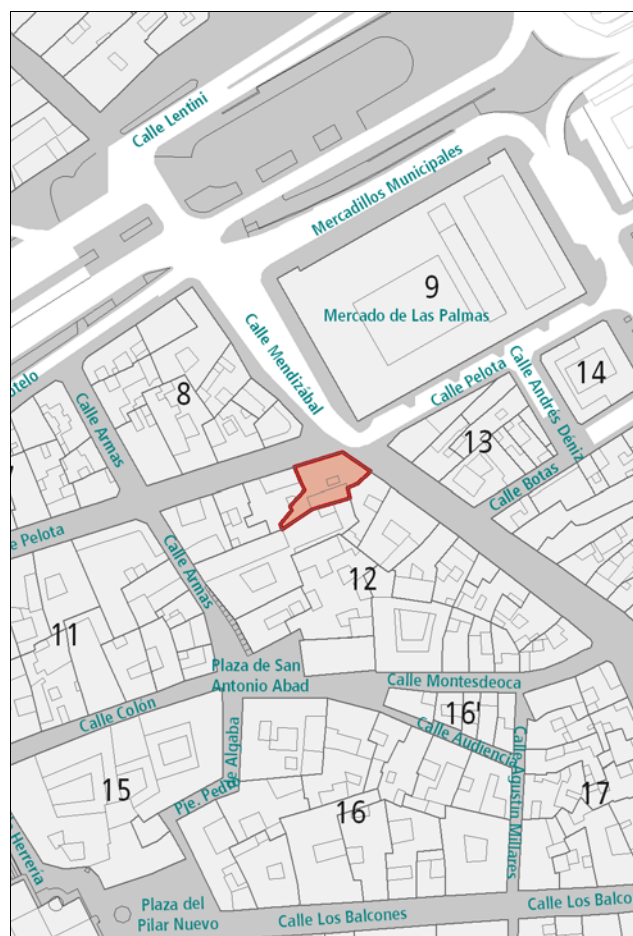 Calle Lentini
Mercadillos Municipales
9
Mercado de Las Palmas
Calle Mendizábal
Calle Pelota
Calle Andrés Déniz
14
8
otelo
Calle Armas
13
Calle Botas
e Pelota
Calle Armas
12
11
Plaza de San
Antonio Abad
Calle Montesdeoca
Calle Colón
16'
Calle Audiencia
Calle Agustín Millares
Pje. Pedro de Algaba
15
16
17
Herrería
Plaza del
Pilar Nuevo
Calle Los Balcones
Calle Los Balco